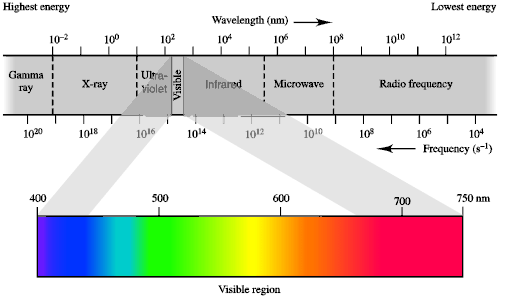 Highest energy
Lowest energy
Wavelength (nm)
10⁻² 10⁰ 10² 10⁴ 10⁶ 10⁸ 10¹⁰ 10¹²
Gamma ray
X-ray
Ultra-violet
Visible
Infrared
Microwave
Radio frequency
10²⁰ 10¹⁸ 10¹⁶ 10¹⁴ 10¹² 10¹⁰ 10⁸ 10⁶ 10⁴
Frequency (s⁻¹)
400 500 600 700 750 nm
Visible region